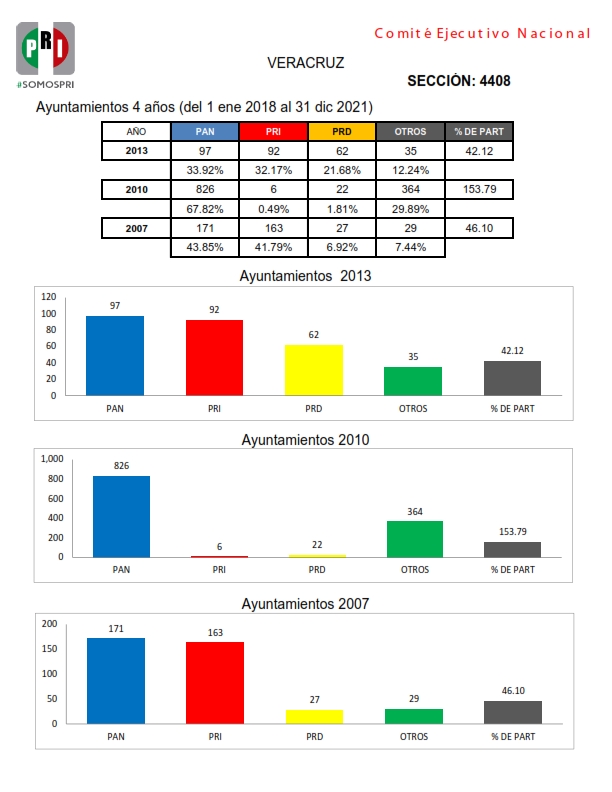 Comité Ejecutivo Nacional
PRI
#SOMOSPRI
VERACRUZ
SECCIÓN: 4408
Ayuntamientos 4 años (del 1 ene 2018 al 31 dic 2021)
AÑO PAN PRI PRD OTROS % DE PART
2013 97 92 62 35 42.12
33.92% 32.17% 21.68% 12.24%
2010 826 6 22 364 153.79
67.82% 0.49% 1.81% 29.89%
2007 171 163 27 29 46.10
43.85% 41.79% 6.92% 7.44%
Ayuntamientos 2013
120
100
80
60
40
20
0
97 92 62 35 42.12
PAN PRI PRD OTROS % DE PART
Ayuntamientos 2010
1,000
800
600
400
200
0
826 6 22 364 153.79
PAN PRI PRD OTROS % DE PART
Ayuntamientos 2007
200
150
100
50
0
171 163 27 29 46.10
PAN PRI PRD OTROS % DE PART